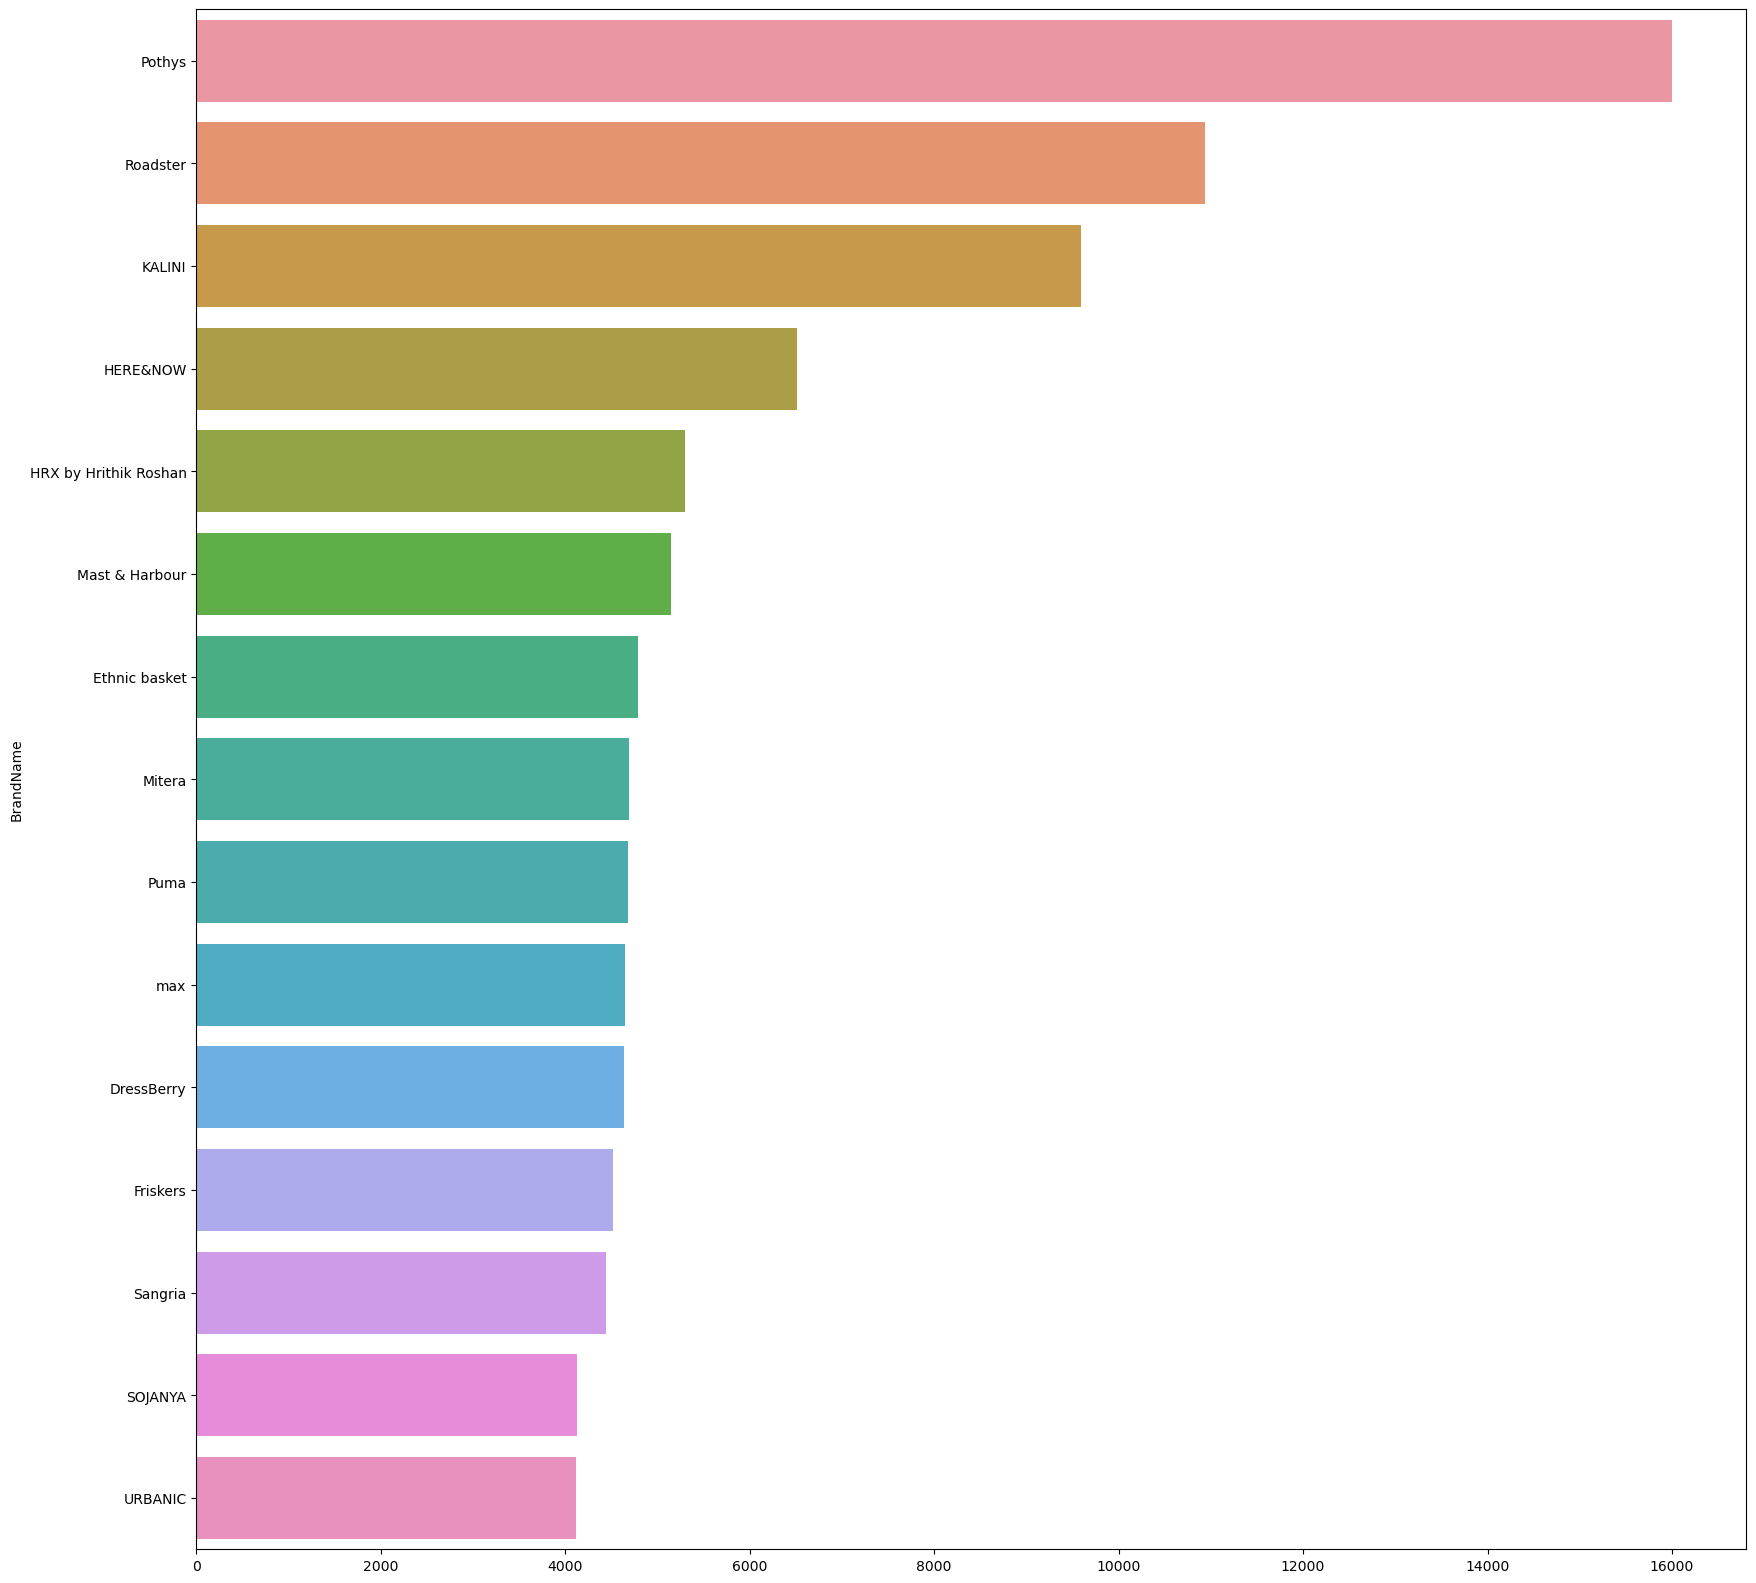 Pothys
Roadster
KALINI
HERE&NOW
HRX by Hrithik Roshan
Mast & Harbour
Ethnic basket
Mitera
Puma
max
DressBerry
Friskers
Sangria
SOJANYA
URBANIC
BrandName
0 2000 4000 6000 8000 10000 12000 14000 16000